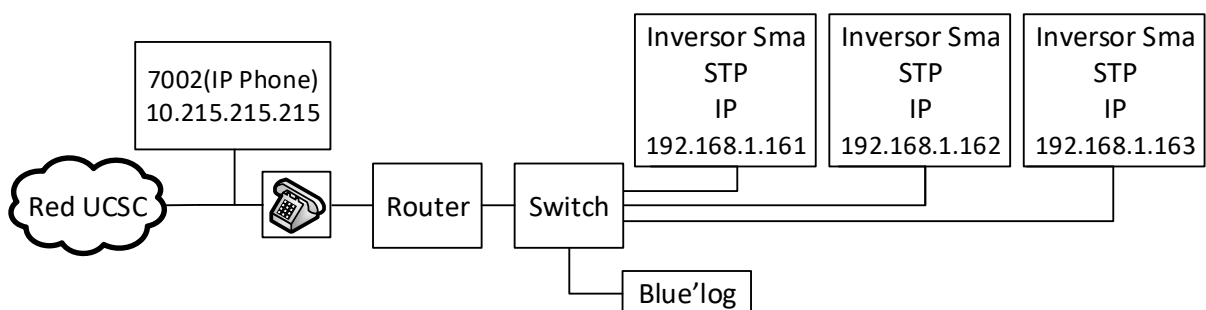 7002(IP Phone)
10.215.215.215
Red UCSC
Router
Switch
Inversor Sma
STP
IP
192.168.1.161
Inversor Sma
STP
IP
192.168.1.162
Inversor Sma
STP
IP
192.168.1.163
Blue’log